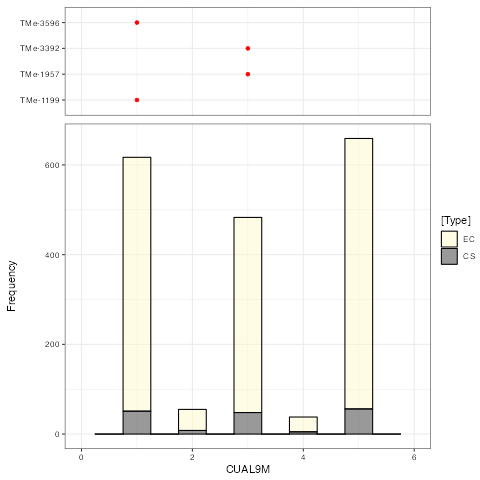 TMe-3596
TMe-3392
TMe-1957
TMe-1199
600
400
200
0
Frequency
0 2 4 6
CUAL9M
[Type]
EC
CS